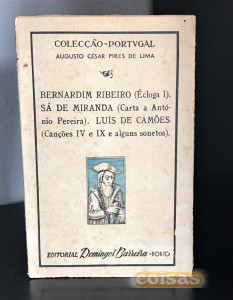 COLECÇÃO-PORTVGAL
AUGUSTO CÉSAR PIRES DE LIMA
BERNARDIM RIBEIRO (Écloga I).
SÁ DE MIRANDA (Carta a Antó-
nio Pereira). LUÍS DE CAMÕES
(Canções IV e IX e alguns sonetos).
EDITORIAL Domingos Barreira - PORTO
coisas